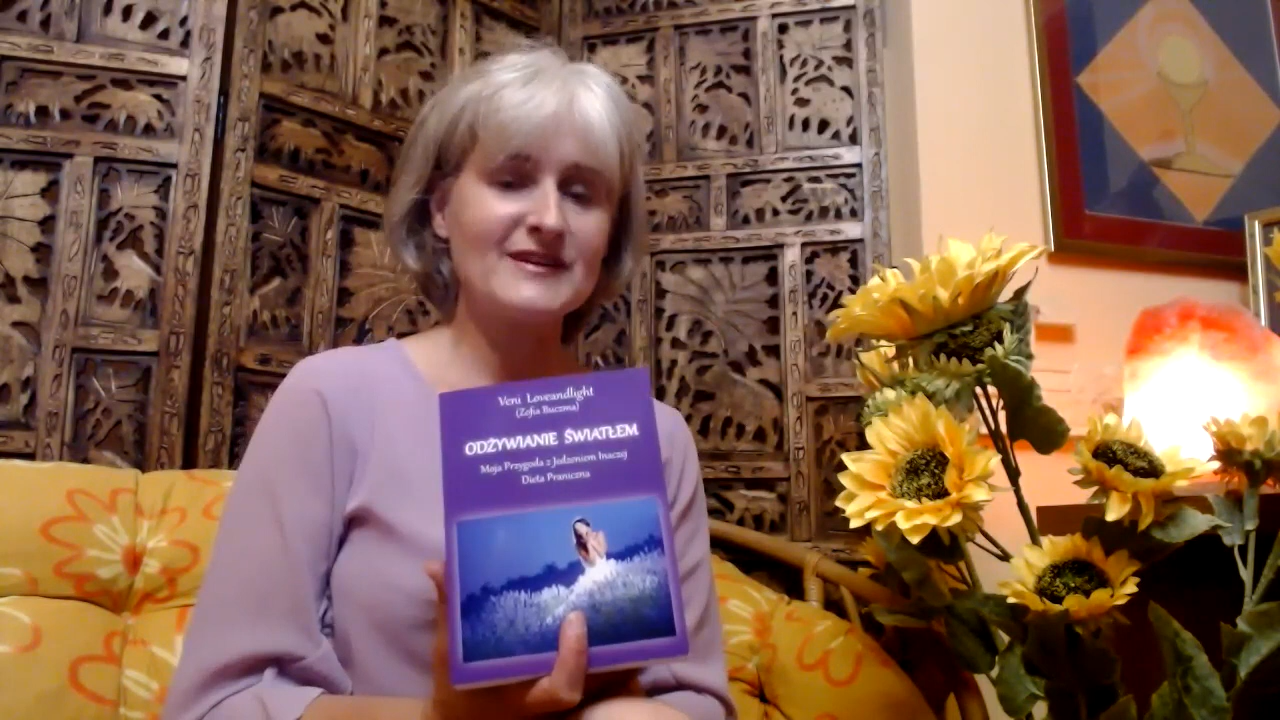 Veni Loveandlight
(Zofia Buczma)
ODŻYWIANIE ŚWIATŁEM
Moja Przygoda z Jedzeniem Inaczej
Dieta Praniczna